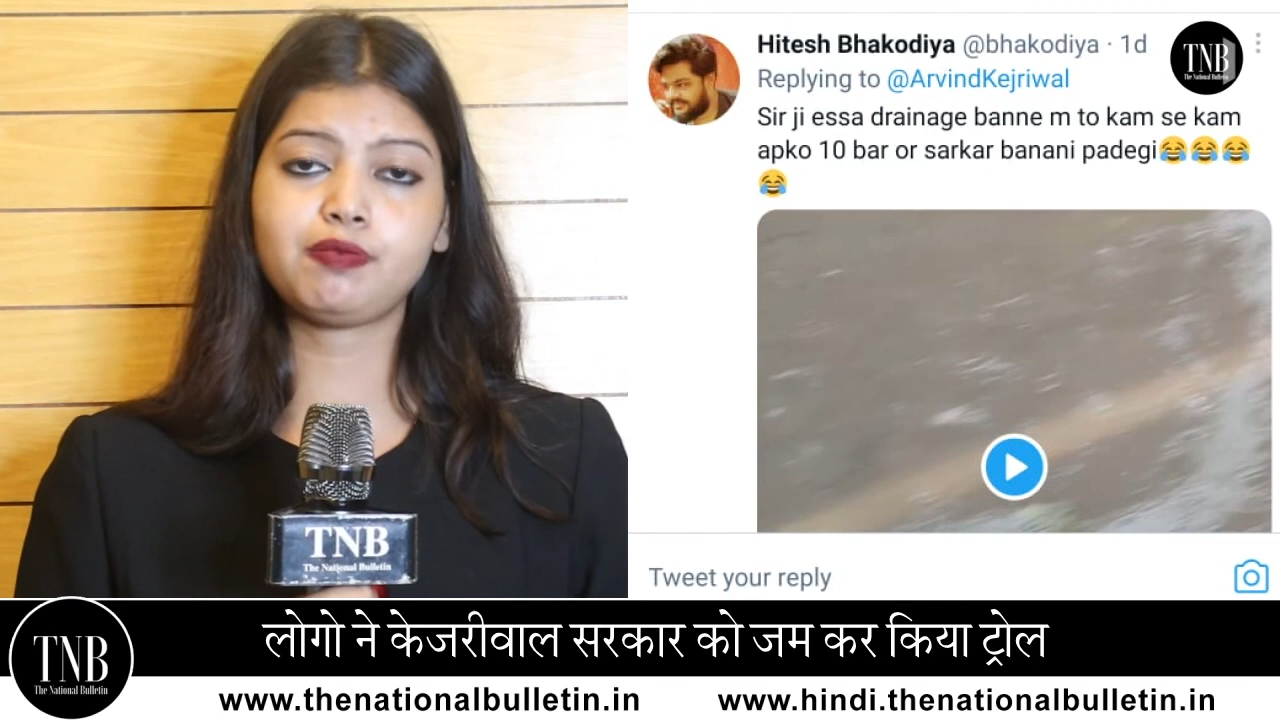 Hitesh Bhakodiya @bhakodiya · 1d
Replying to @ArvindKejriwal
Sir ji essa drainage banne m to kam se kam
apko 10 bar or sarkar banani padegi😂😂😂
😂
TNB
The National Bulletin
TNB
The National Bulletin
Tweet your reply
लोगो ने केजरीवाल सरकार को जम कर किया ट्रोल
TNB
The National Bulletin
www.thenationalbulletin.in
www.hindi.thenationalbulletin.in